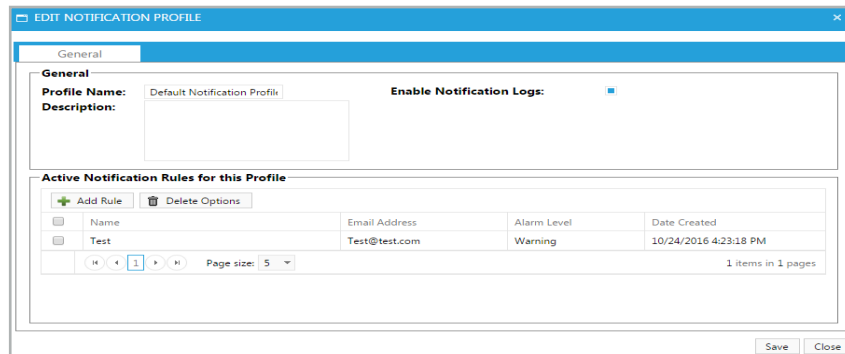 EDIT NOTIFICATION PROFILE
General
General
Profile Name: Default Notification Profile Enable Notification Logs:
Description:
Active Notification Rules for this Profile
Add Rule Delete Options
Name Email Address Alarm Level Date Created
Test Test@test.com Warning 10/24/2016 4:23:18 PM
1 Page size: 5 1 items in 1 pages
Save Close